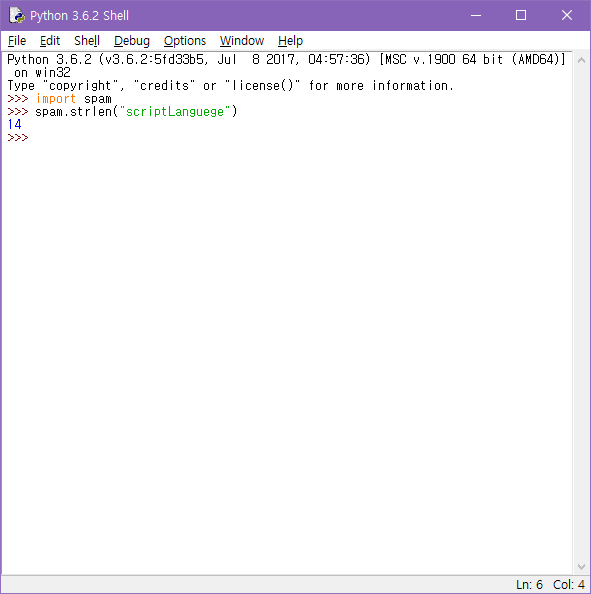 Python 3.6.2 Shell
File Edit Shell Debug Options Window Help
Python 3.6.2 (v3.6.2:5fd33b5, Jul  8 2017, 04:57:36) [MSC v.1900 64 bit (AMD64)]
 on win32
Type "copyright", "credits" or "license()" for more information.
>>> import spam
>>> spam.strlen("scriptLanguege")
14
>>>
Ln: 6 Col: 4